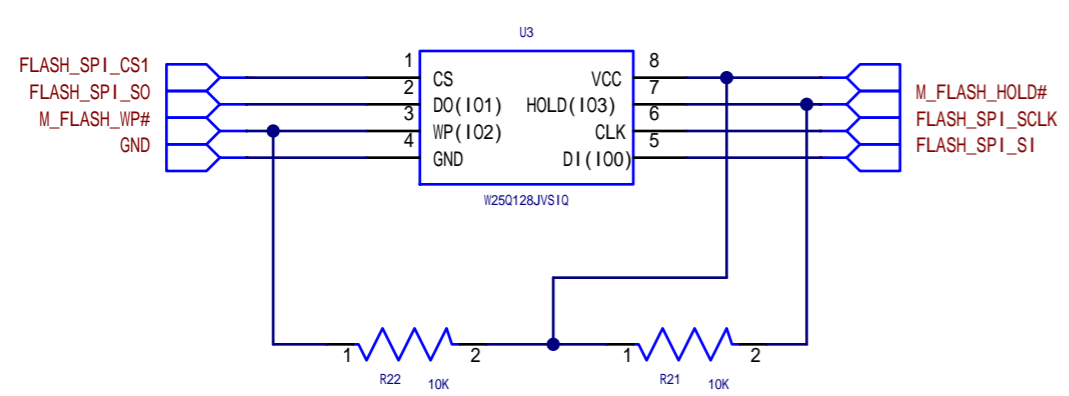 U3
FLASH_SPI_CS1
FLASH_SPI_SO
M_FLASH_WP#
GND
1
2
3
4
CS
DO(IO1)
WP(IO2)
GND
VCC
HOLD(IO3)
CLK
DI(IO0)
8
7
6
5
M_FLASH_HOLD#
FLASH_SPI_SCLK
FLASH_SPI_SI
W25Q128JVSIQ
1
2
R22
10K
1
2
R21
10K